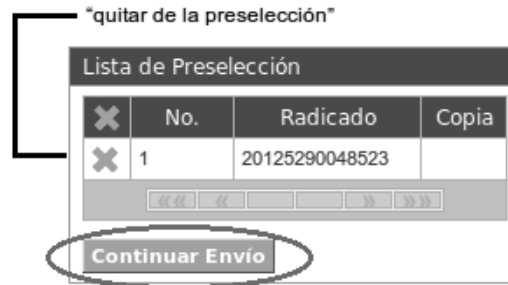 “quitar de la preselección”
Lista de Preselección
No. Radicado Copia
1 20125290048523
«« « » »»
Continuar Envío